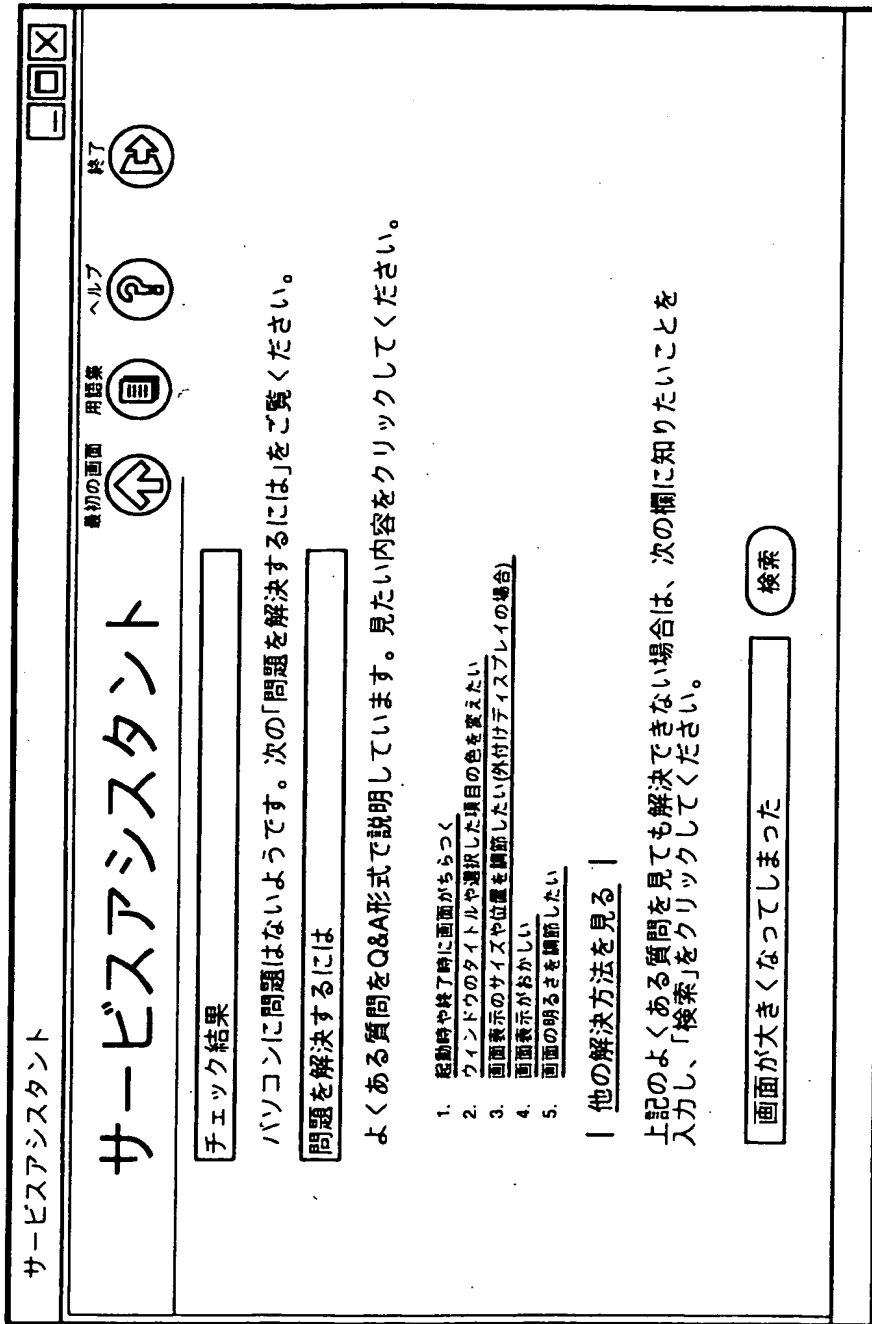 サービスアシスタント
サービスアシスタント
最初の画面
用語集
ヘルプ
終了
チェック結果
パソコンに問題はないようです。次の「問題を解決するには」をご覧ください。
問題を解決するには
よくある質問をQ&A形式で説明しています。見たい内容をクリックしてください。
1. 起動時や終了時に画面がちらつく
2. ウィンドウのタイトルや選択した項目の色を変えたい
3. 画面表示のサイズや位置を調節したい(外付けディスプレイの場合)
4. 画面表示がおかしい
5. 画面の明るさを調節したい
| 他の解決方法を見る |
上記のよくある質問を見ても解決できない場合は、次の欄に知りたいことを
入力し、「検索」をクリックしてください。
画面が大きくなってしまった
検索